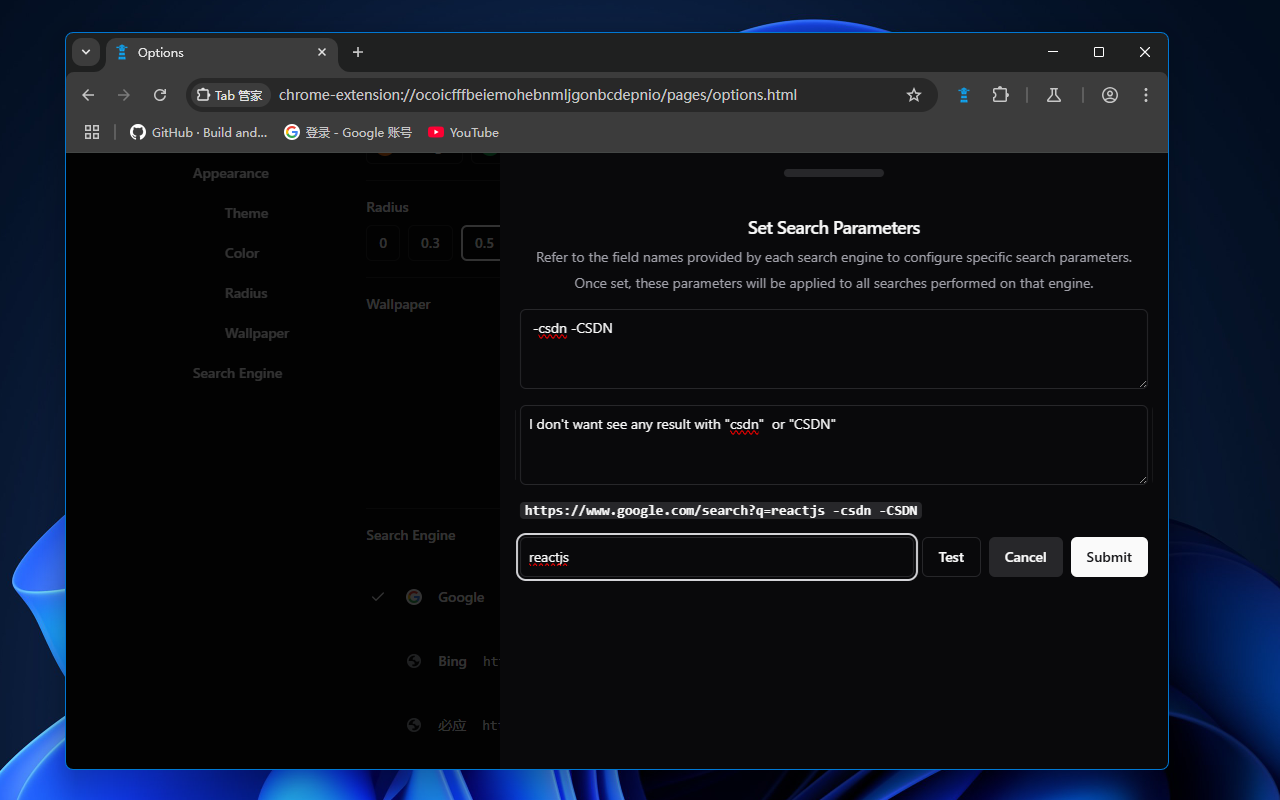 Options
Tab 管家
chrome-extension://ocoicfffbeiemohebnmljgonbcdepnio/pages/options.html
GitHub · Build and...
登录 - Google 账号
YouTube
Appearance
Theme
Color
Radius
Wallpaper
Search Engine
Radius
0
0.3
0.5
Wallpaper
Search Engine
Google
Bing
htt
必应
htt
Set Search Parameters
Refer to the field names provided by each search engine to configure specific search parameters.
Once set, these parameters will be applied to all searches performed on that engine.
-csdn -CSDN
I don't want see any result with "csdn"  or "CSDN"
https://www.google.com/search?q=reactjs -csdn -CSDN
reactjs
Test
Cancel
Submit